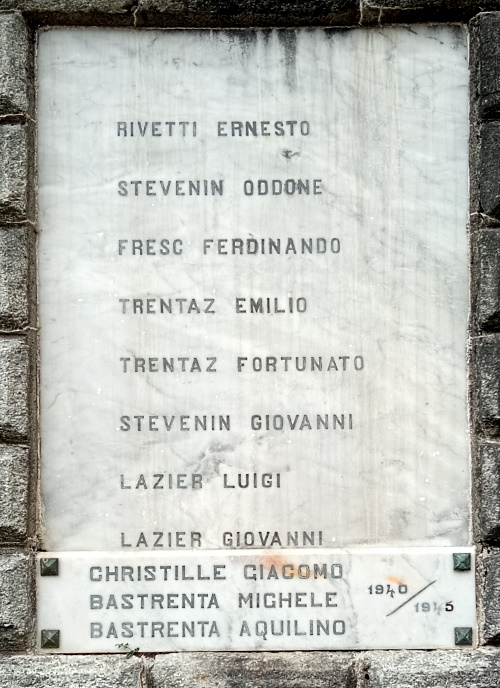 RIVETTI ERNESTO
STEVENIN ODDONE
FRESC FERDINANDO
TRENTAZ EMILIO
TRENTAZ FORTUNATO
STEVENIN GIOVANNI
LAZIER LUIGI
LAZIER GIOVANNI
CHRISTILLE GIACOMO
BASTRENTA MICHELE
BASTRENTA AQUILINO
1940/1945